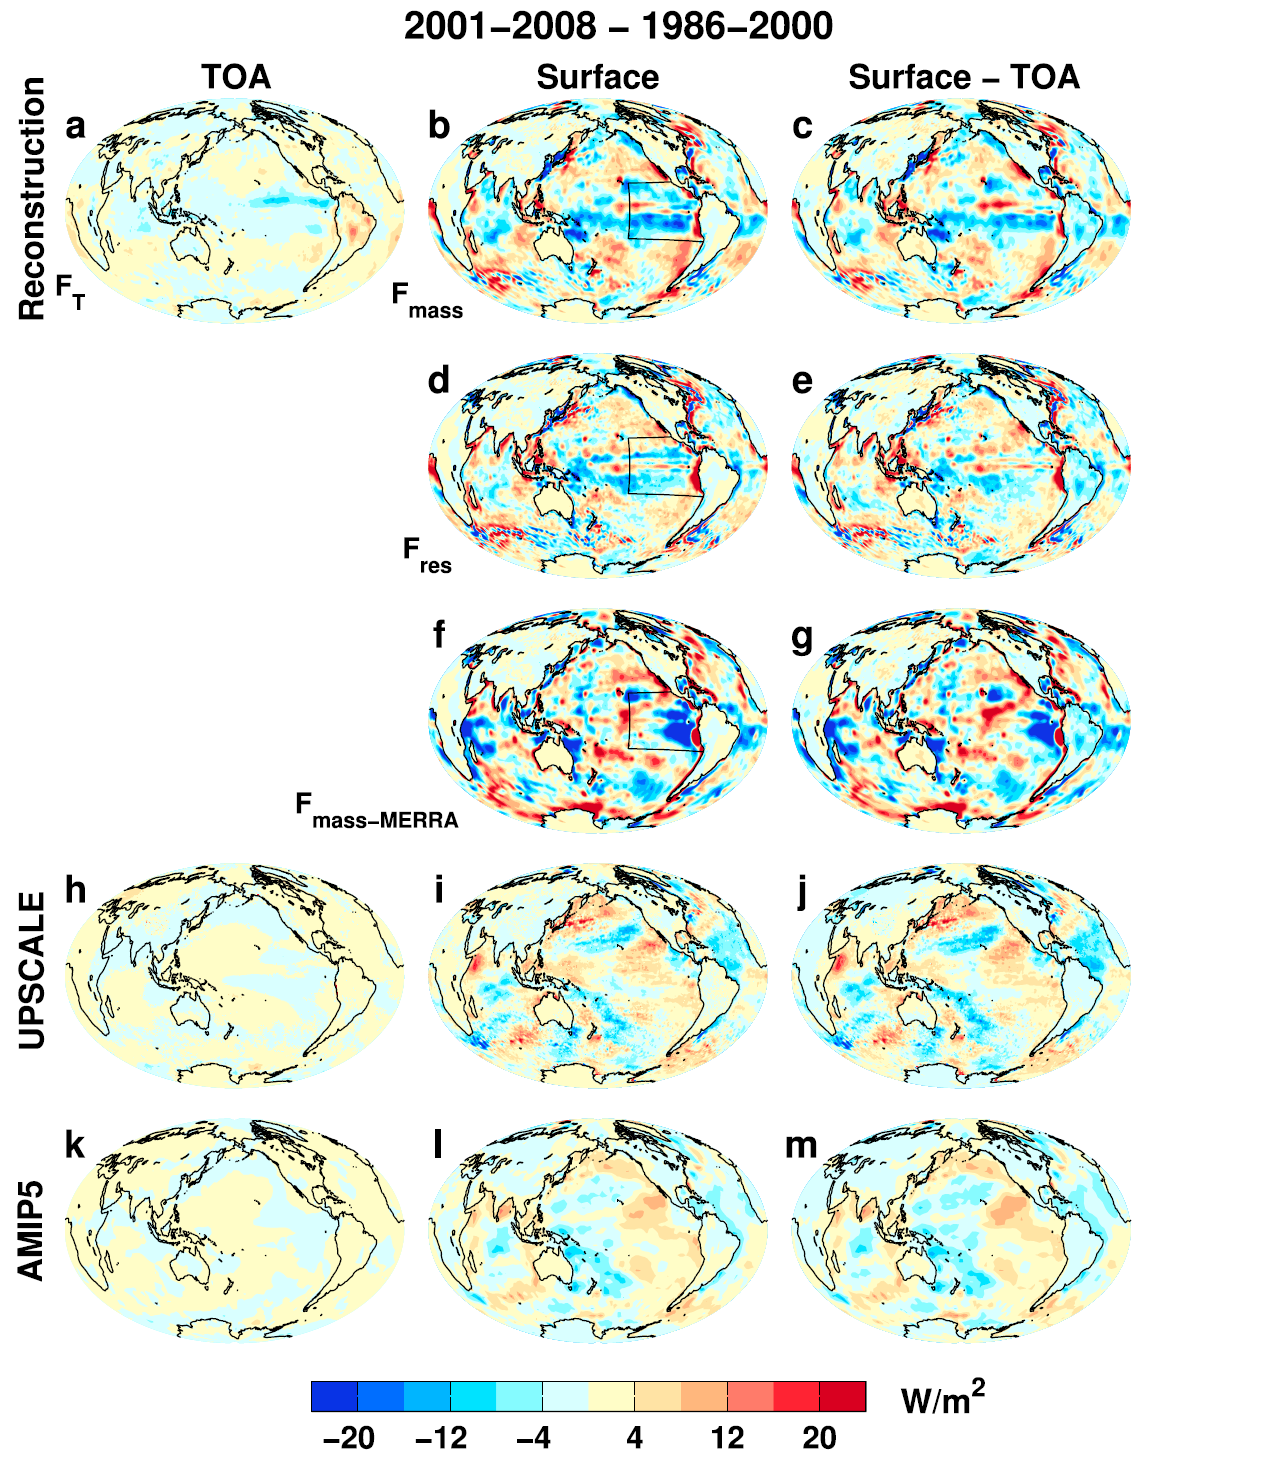 2001−2008 − 1986−2000
TOA Surface Surface − TOA
Reconstruction
a b c
F_T F_mass
d e
F_res
f g
F_mass−MERRA
UPSCALE
h i j
AMIP5
k l m
W/m²
−20 −12 −4 4 12 20